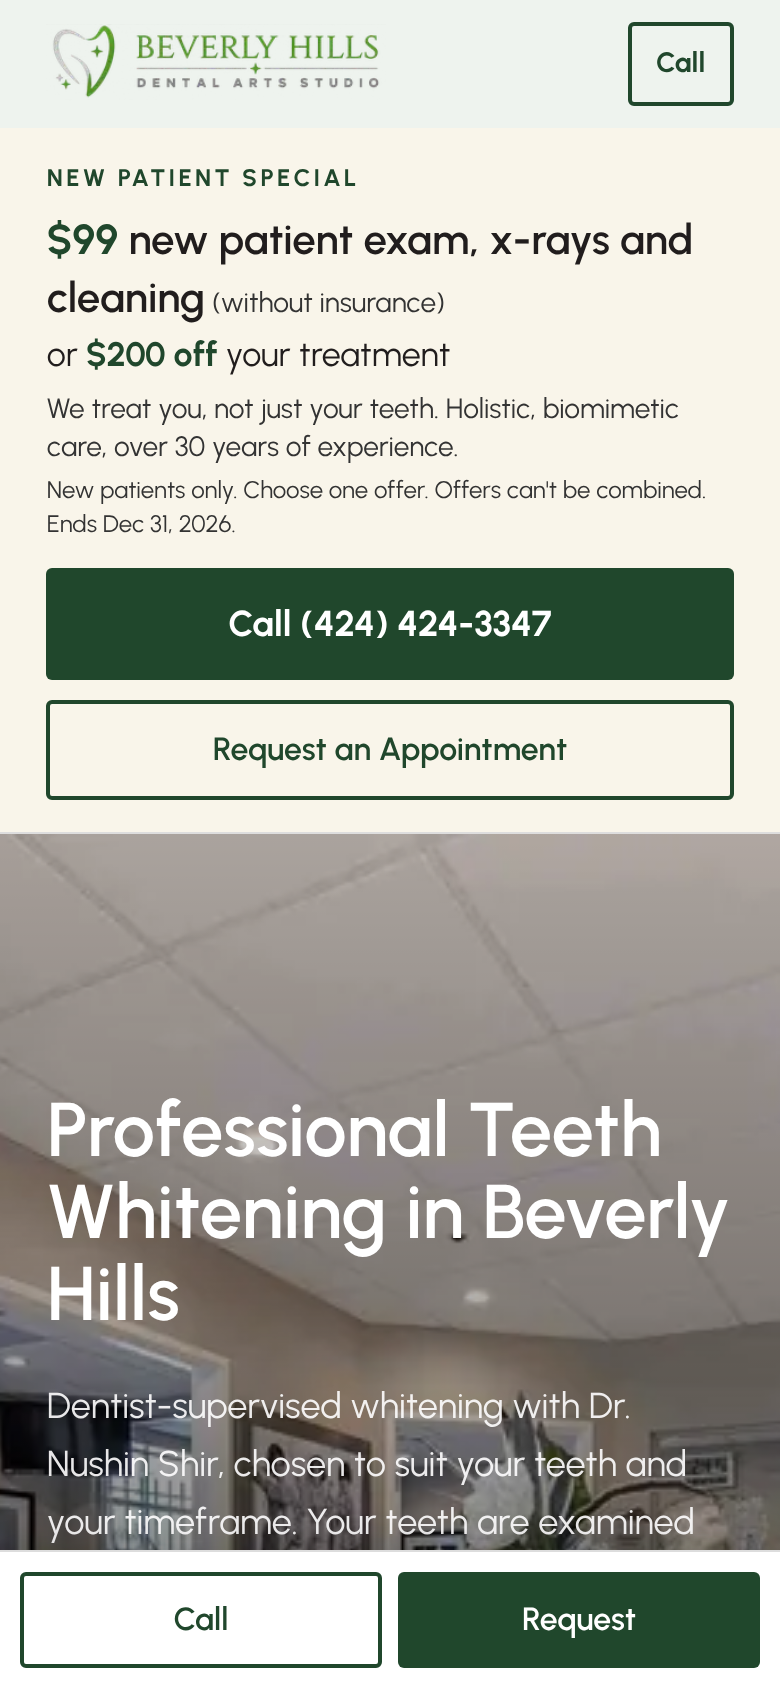 BEVERLY HILLS
DENTAL ARTS STUDIO
Call
NEW PATIENT SPECIAL
$99 new patient exam, x-rays and
cleaning (without insurance)
or $200 off your treatment
We treat you, not just your teeth. Holistic, biomimetic
care, over 30 years of experience.
New patients only. Choose one offer. Offers can't be combined.
Ends Dec 31, 2026.
Call (424) 424-3347
Request an Appointment
Professional Teeth
Whitening in Beverly
Hills
Dentist-supervised whitening with Dr.
Nushin Shir, chosen to suit your teeth and
your timeframe. Your teeth are examined
Call
Request